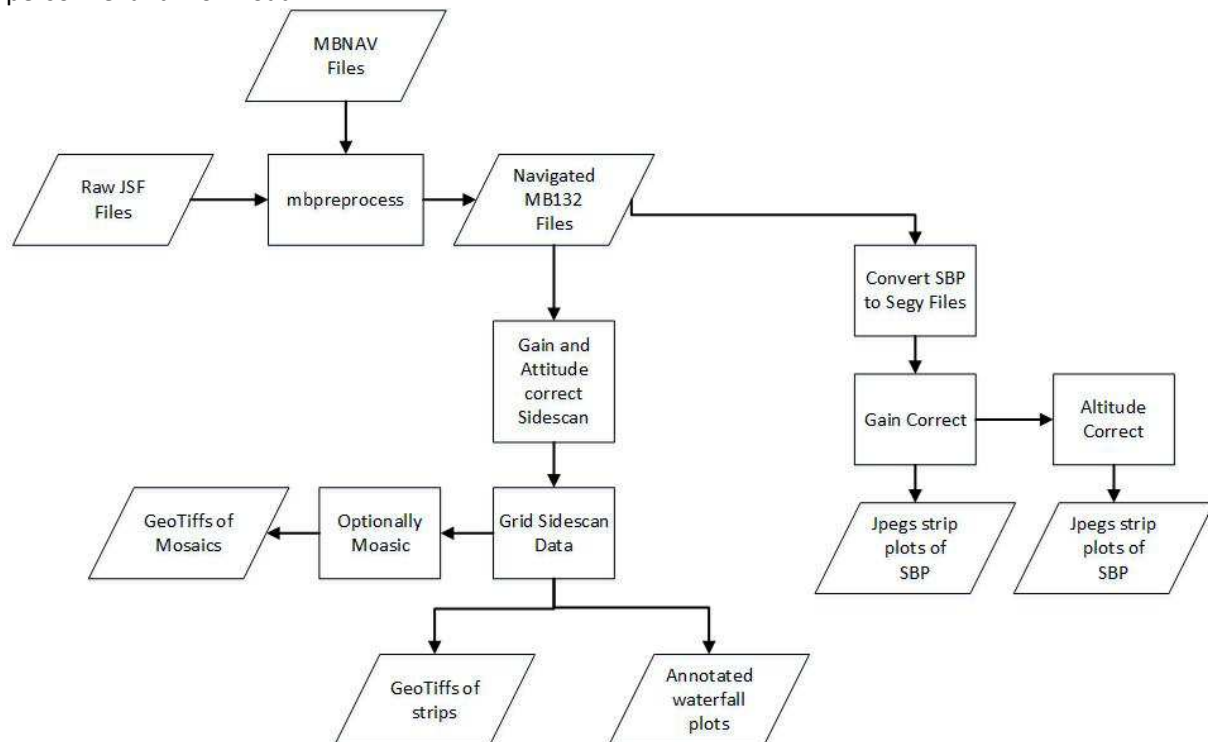 MBNAV
Files
Raw JSF
Files
mbpreprocess
Navigated
MB132
Files
Convert SBP
to Segy Files
Gain and
Attitude
correct
Sidescan
Gain Correct
Altitude
Correct
GeoTiffs of
Mosaics
Optionally
Moasic
Grid Sidescan
Data
Jpegs strip
plots of
SBP
Jpegs strip
plots of
SBP
GeoTiffs of
strips
Annotated
waterfall
plots